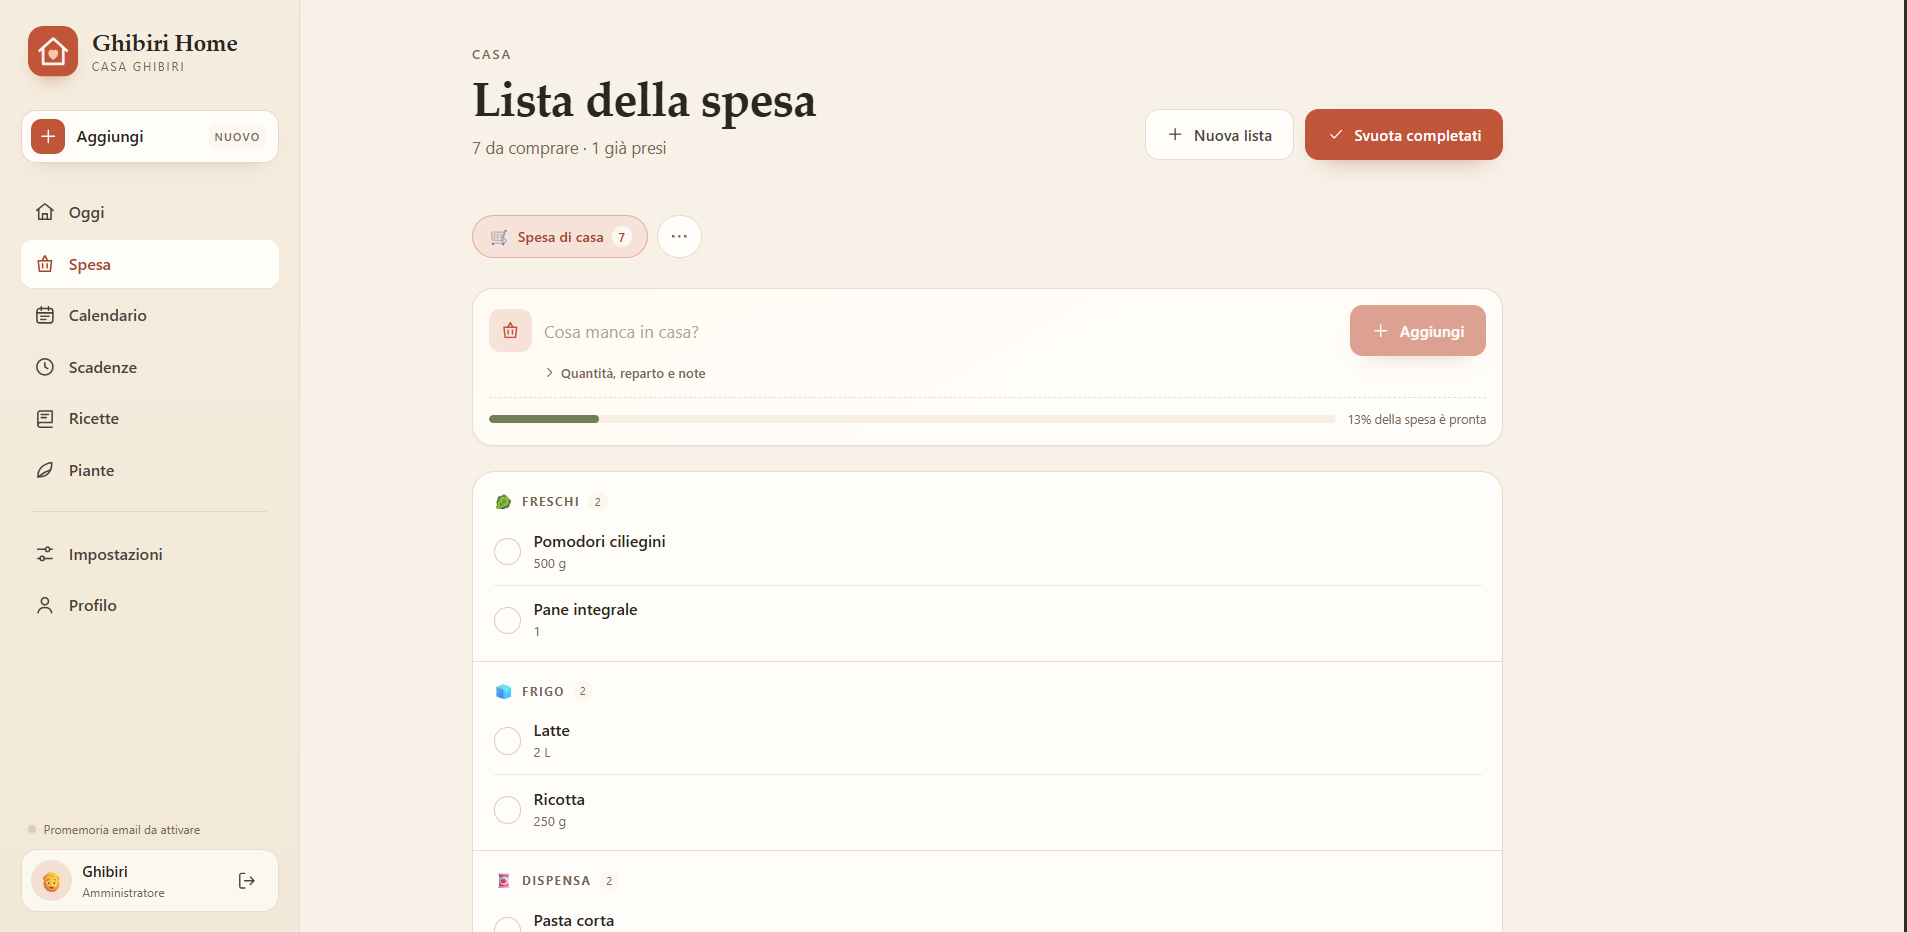 Ghibiri Home
CASA GHIBIRI
Aggiungi NUOVO
Oggi
Spesa
Calendario
Scadenze
Ricette
Piante
Impostazioni
Profilo
Promemoria email da attivare
Ghibiri
Amministratore
CASA
Lista della spesa
7 da comprare · 1 già presi
Nuova lista
Svuota completati
Spesa di casa 7
Cosa manca in casa?
Aggiungi
Quantità, reparto e note
13% della spesa è pronta
FRESCHI 2
Pomodori ciliegini
500 g
Pane integrale
1
FRIGO 2
Latte
2 L
Ricotta
250 g
DISPENSA 2
Pasta corta